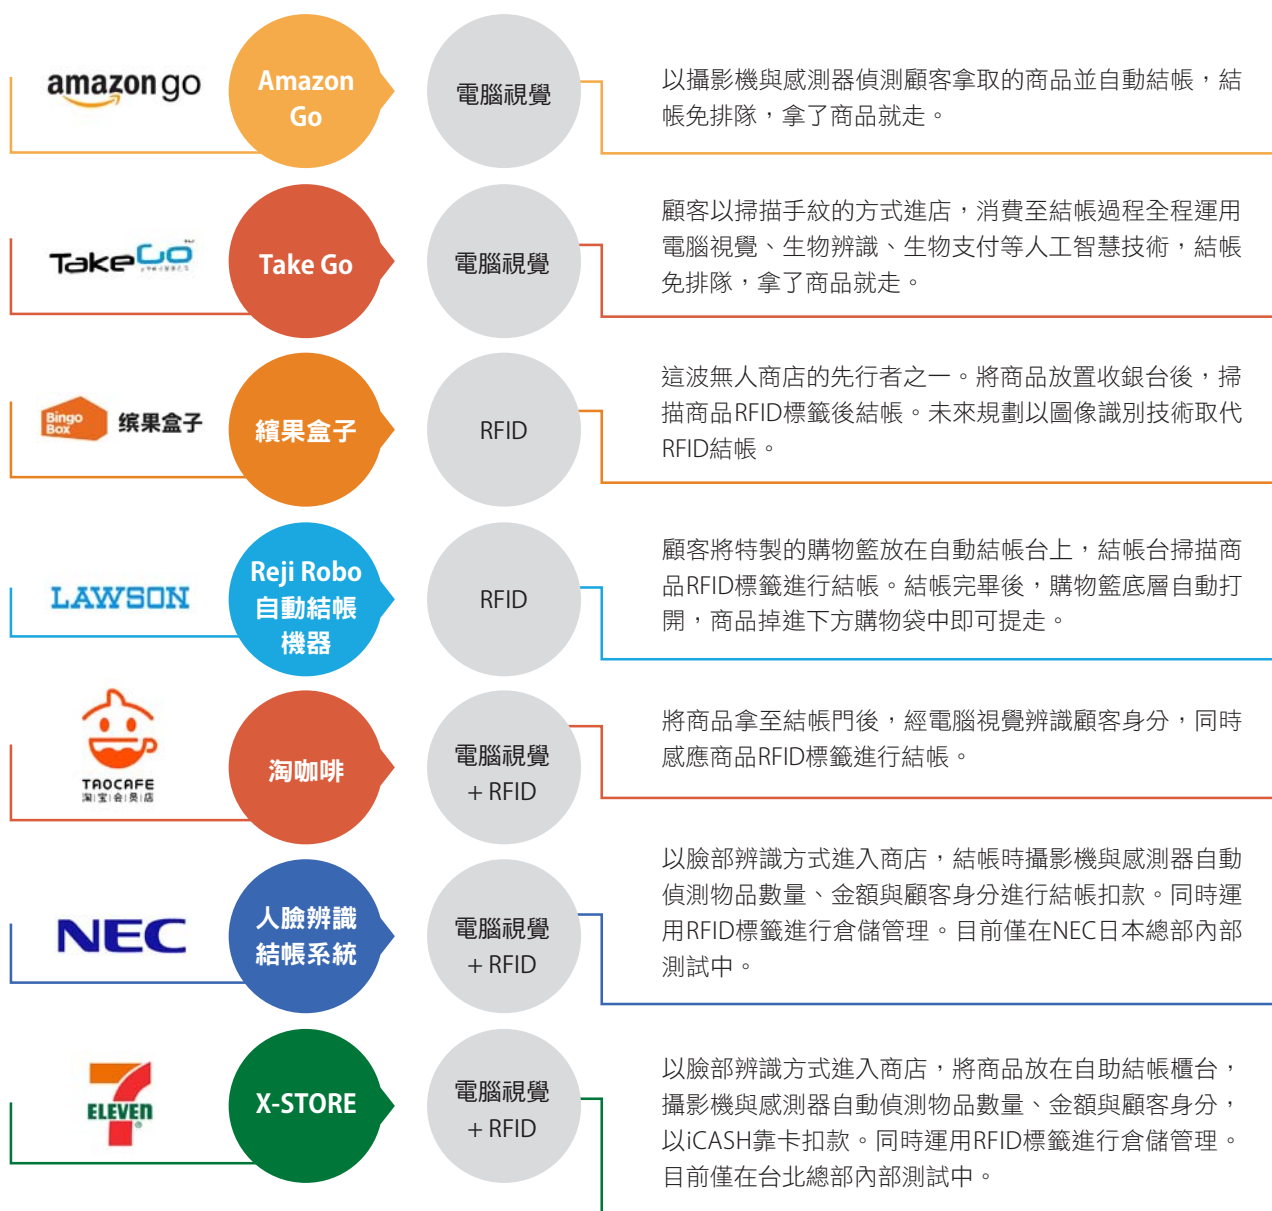 amazon go
Amazon
Go
電腦視覺
以攝影機與感測器偵測顧客拿取的商品並自動結帳，結
帳免排隊，拿了商品就走。
TakeGo
Take Go
電腦視覺
顧客以掃描手紋的方式進店，消費至結帳過程全程運用
電腦視覺、生物辨識、生物支付等人工智慧技術，結帳
免排隊，拿了商品就走。
Bingo
Box
缤果盒子
繽果盒子
RFID
這波無人商店的先行者之一。將商品放置收銀台後，掃
描商品RFID標籤後結帳。未來規劃以圖像識別技術取代
RFID結帳。
LAWSON
Reji Robo
自動結帳
機器
RFID
顧客將特製的購物籃放在自動結帳台上，結帳台掃描商
品RFID標籤進行結帳。結帳完畢後，購物籃底層自動打
開，商品掉進下方購物袋中即可提走。
TAOCAFE
淘|宝|会|员|店
淘咖啡
電腦視覺
+ RFID
將商品拿至結帳門後，經電腦視覺辨識顧客身分，同時
感應商品RFID標籤進行結帳。
NEC
人臉辨識
結帳系統
電腦視覺
+ RFID
以臉部辨識方式進入商店，結帳時攝影機與感測器自動
偵測物品數量、金額與顧客身分進行結帳扣款。同時運
用RFID標籤進行倉儲管理。目前僅在NEC日本總部內部
測試中。
7
ELEVEn
®
X-STORE
電腦視覺
+ RFID
以臉部辨識方式進入商店，將商品放在自助結帳櫃台，
攝影機與感測器自動偵測物品數量、金額與顧客身分，
以iCASH靠卡扣款。同時運用RFID標籤進行倉儲管理。
目前僅在台北總部內部測試中。